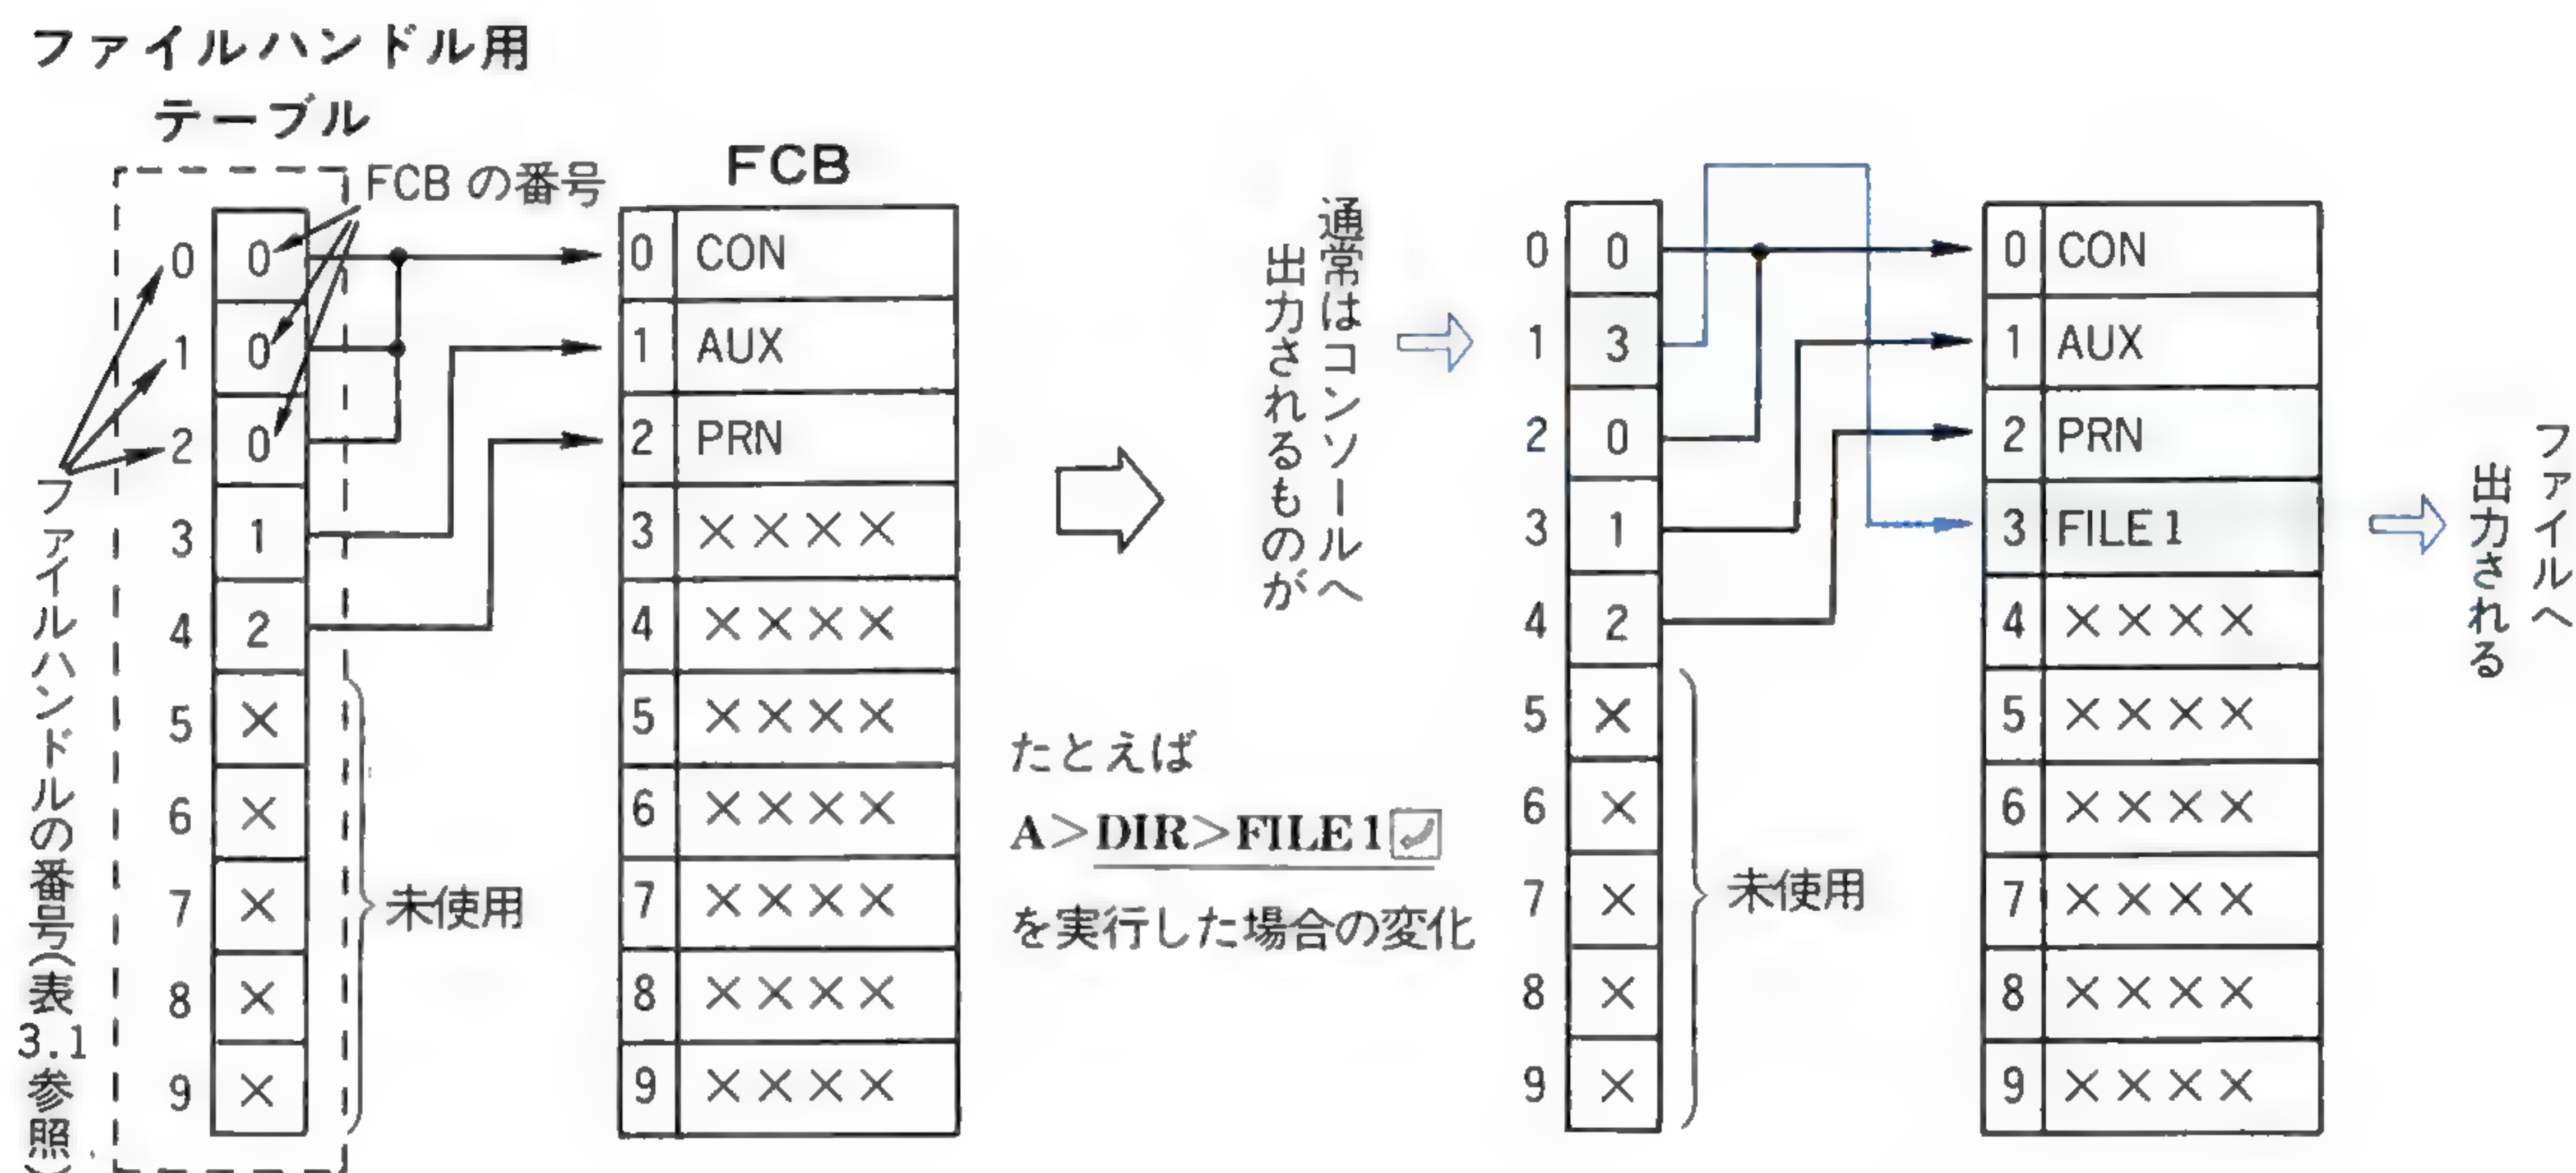 ファイルハンドル用
テーブル
FCB の番号
FCB
0 0
1 0
2 0
3 1
4 2
5 ×
6 ×
7 ×
8 ×
9 ×
未使用
ファイルハンドルの番号(表3.1参照)
0 CON
1 AUX
2 PRN
3 ××××
4 ××××
5 ××××
6 ××××
7 ××××
8 ××××
9 ××××
たとえば
A>DIR>FILE1
を実行した場合の変化
通常はコンソールへ
出力されるものが
0 0
1 3
2 0
3 1
4 2
5 ×
6 ×
7 ×
8 ×
9 ×
未使用
0 CON
1 AUX
2 PRN
3 FILE1
4 ××××
5 ××××
6 ××××
7 ××××
8 ××××
9 ××××
ファイルへ
出力される